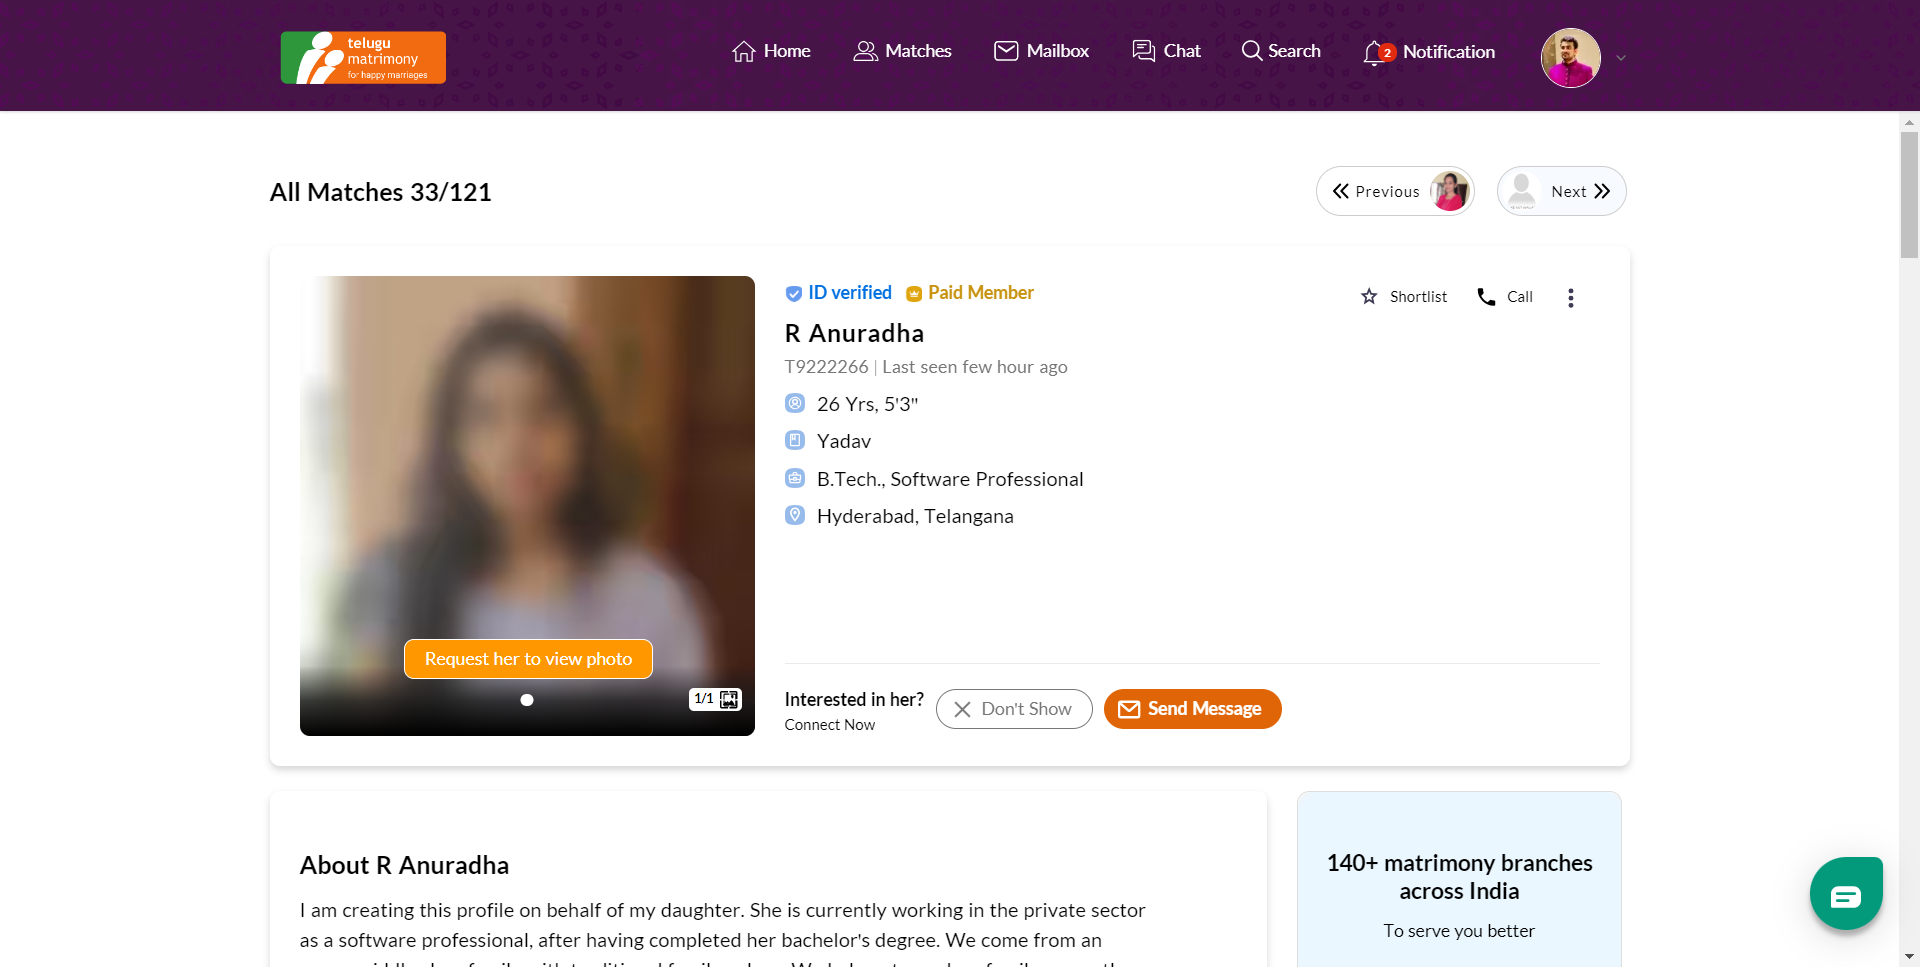 telugu
matrimony
for happy marriages
Home
Matches
Mailbox
Chat
Search
2
Notification
All Matches 33/121
Previous
Next
ID verified
Paid Member
Shortlist
Call
R Anuradha
T9222266 | Last seen few hour ago
26 Yrs, 5'3"
Yadav
B.Tech., Software Professional
Hyderabad, Telangana
Request her to view photo
1/1
Interested in her?
Connect Now
Don't Show
Send Message
About R Anuradha
I am creating this profile on behalf of my daughter. She is currently working in the private sector
as a software professional, after having completed her bachelor's degree. We come from an
140+ matrimony branches
across India
To serve you better